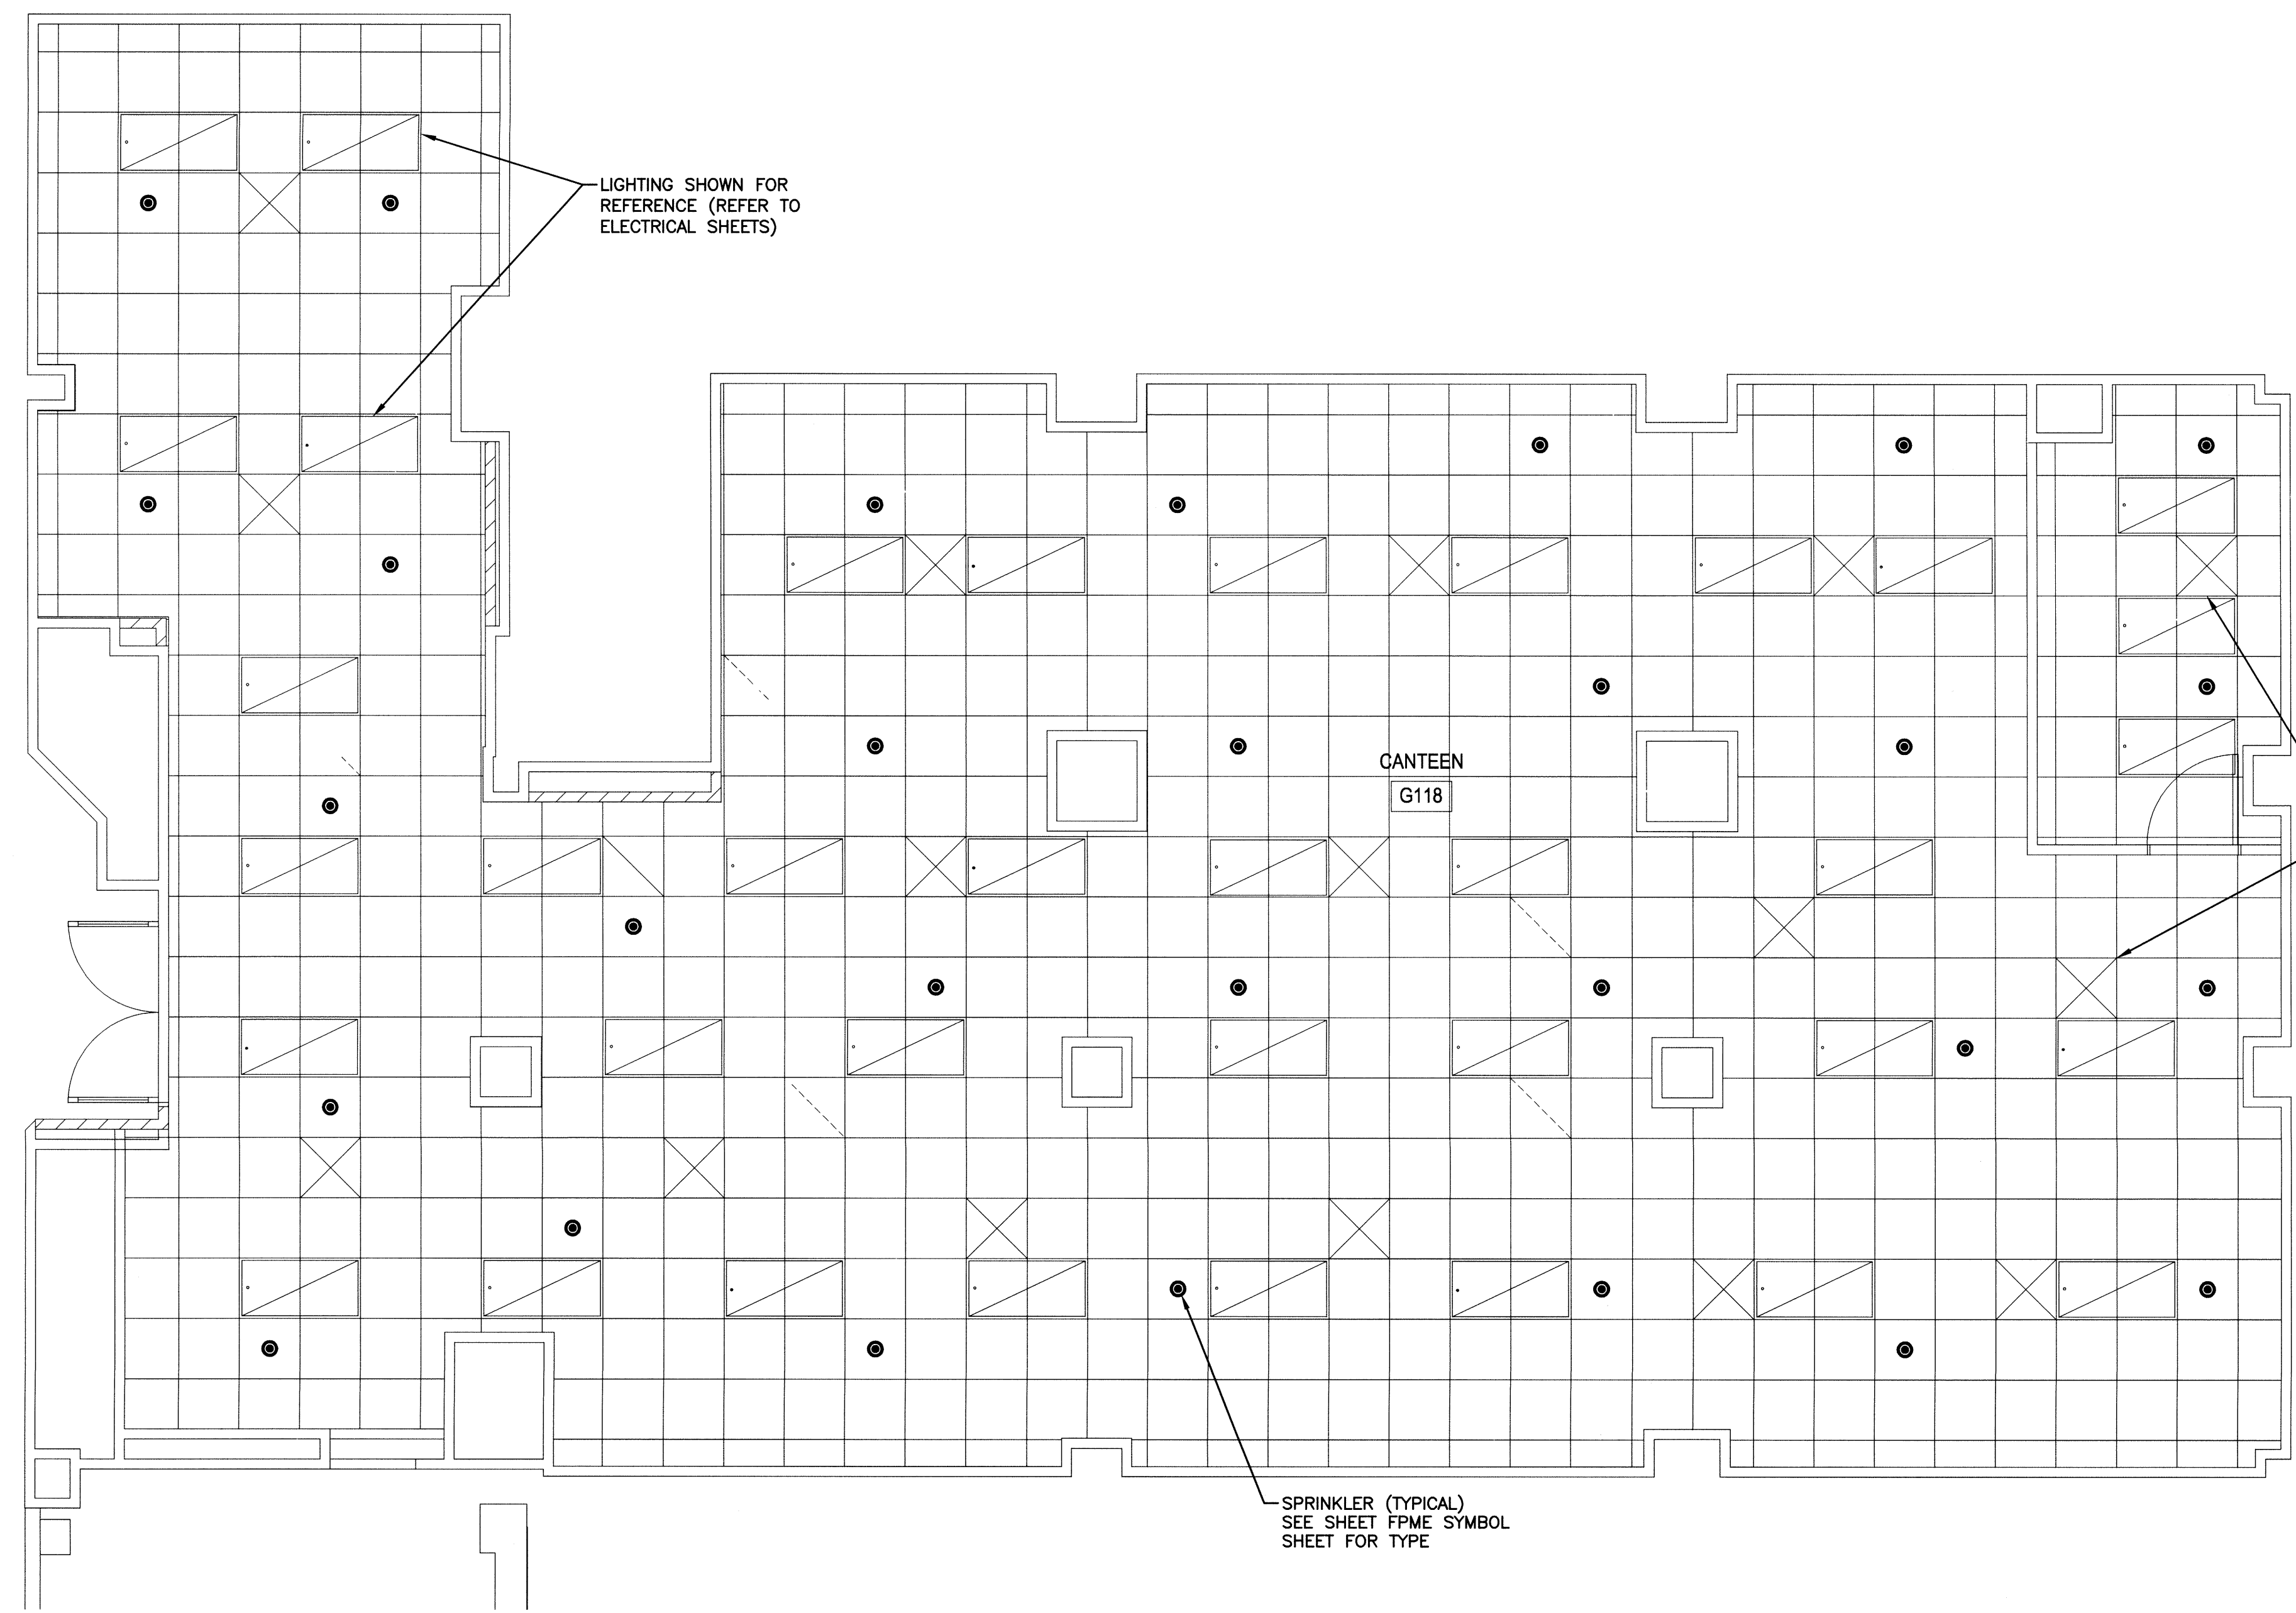 LIGHTING SHOWN FOR
REFERENCE (REFER TO
ELECTRICAL SHEETS)
CANTEEN
G118
SPRINKLER (TYPICAL)
SEE SHEET FPME SYMBOL
SHEET FOR TYPE